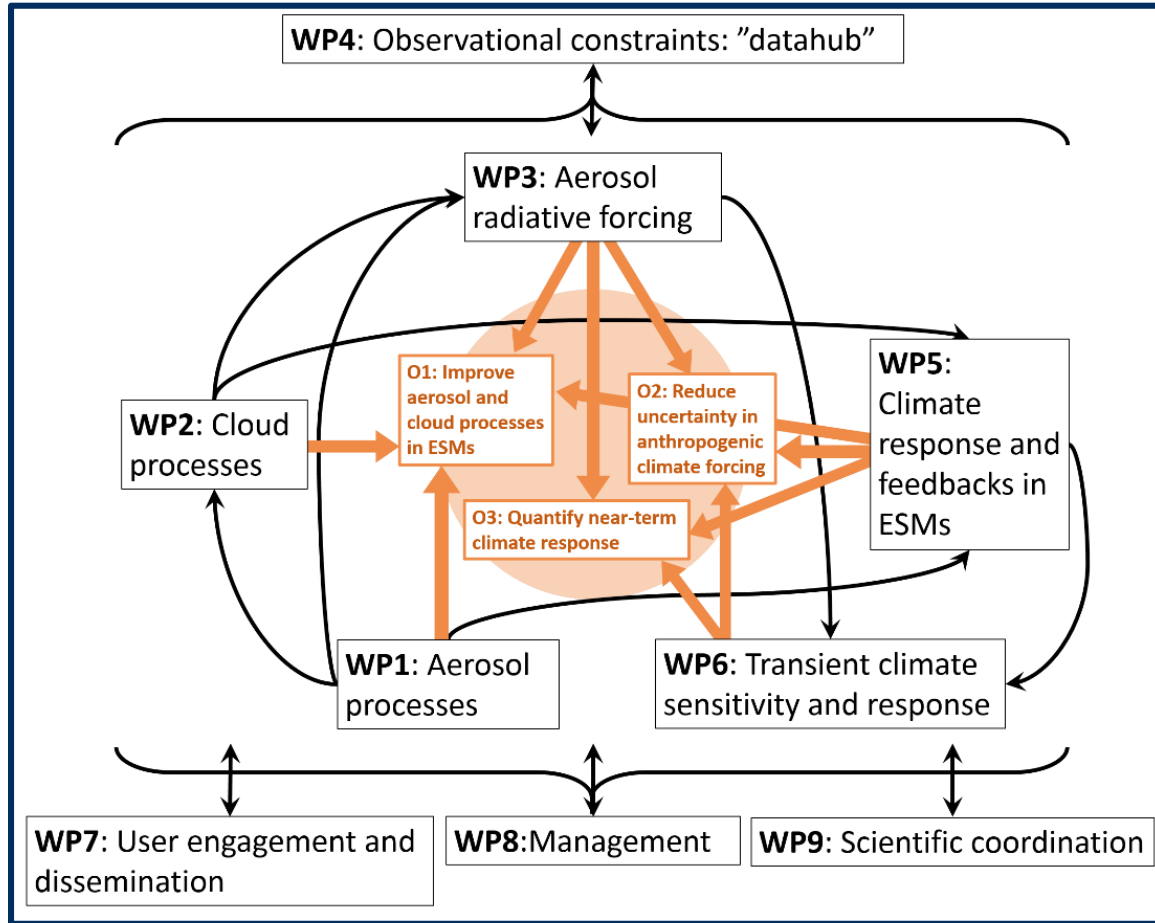 WP4: Observational constraints: ”datahub”
WP3: Aerosol
radiative forcing
WP5:
Climate
response and
feedbacks in
ESMs
O1: Improve
aerosol and
cloud processes
in ESMs
O2: Reduce
uncertainty in
anthropogenic
climate forcing
WP2: Cloud
processes
O3: Quantify near-term
climate response
WP1: Aerosol
processes
WP6: Transient climate
sensitivity and response
WP7: User engagement and
dissemination
WP8:Management
WP9: Scientific coordination